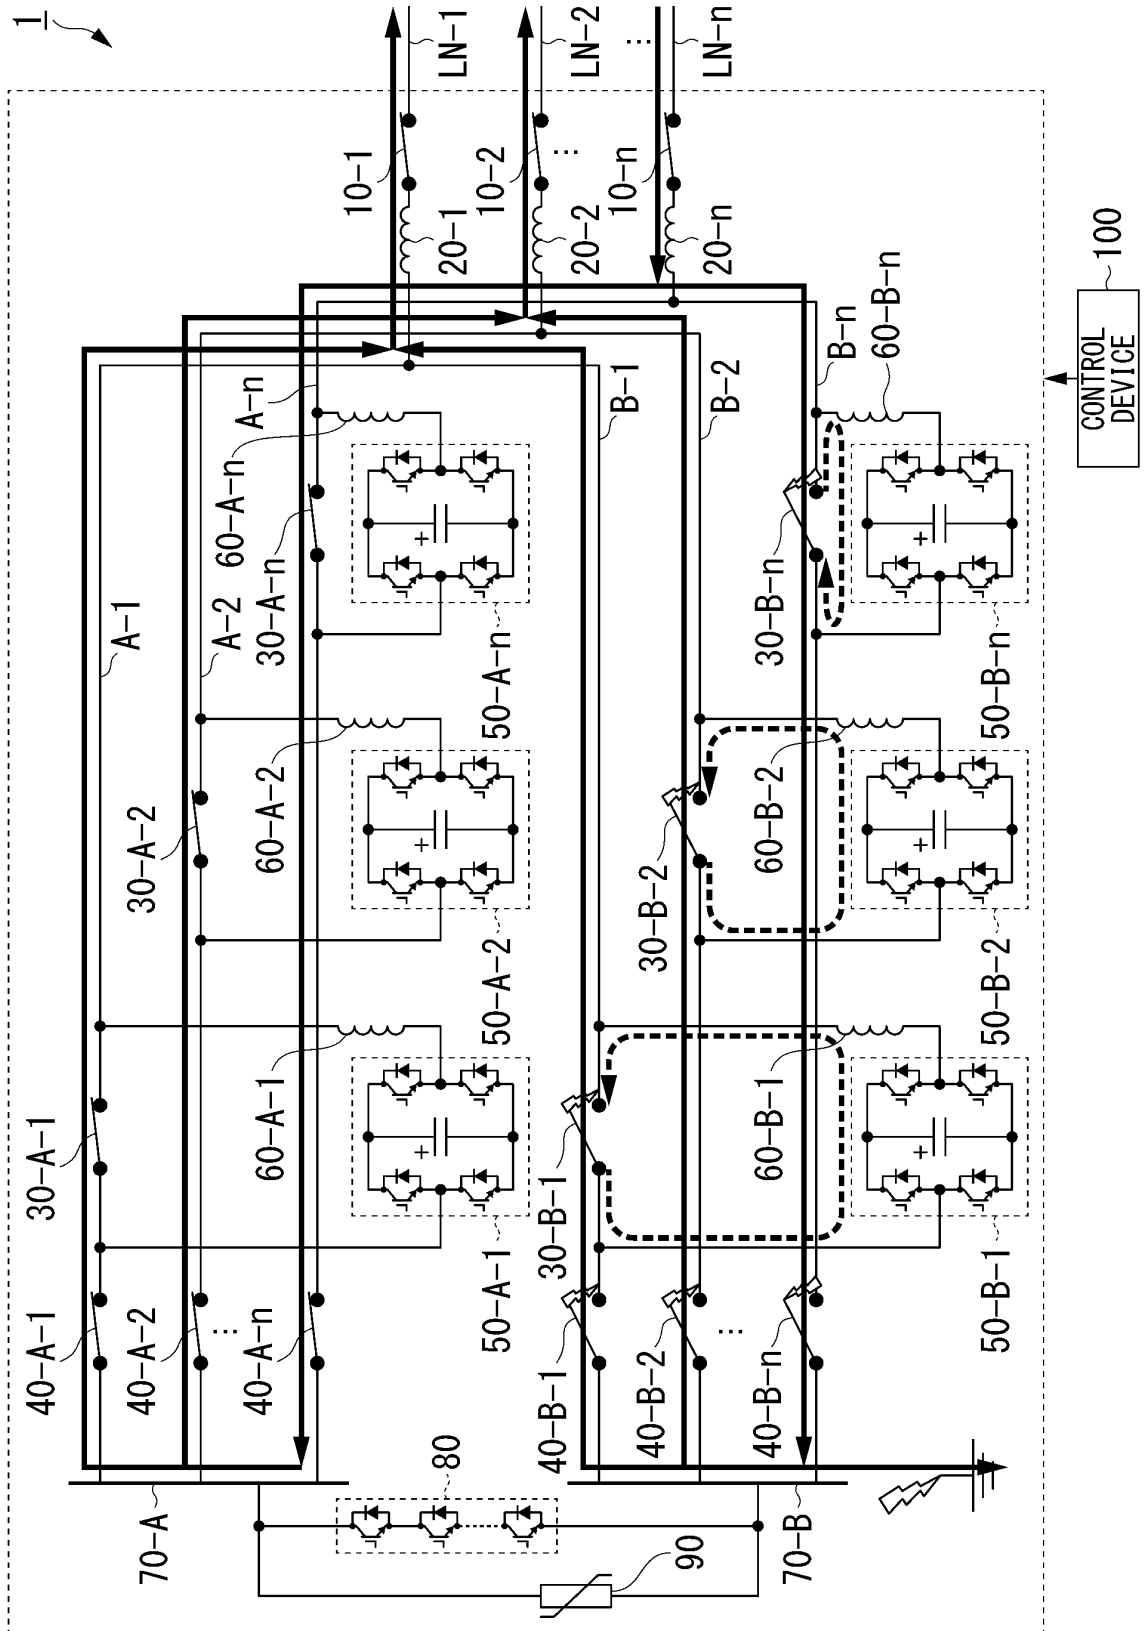 1
LN-1
LN-2
...
LN-n
10-1
10-2
...
10-n
20-1
20-2
20-n
100
CONTROL
DEVICE
A-n
B-1
B-2
B-n
60-B-n
60-A-n
30-A-n
A-1
A-2
50-A-n
30-B-n
50-B-n
30-A-2
60-A-2
50-A-2
30-B-2
60-B-2
50-B-2
30-A-1
60-A-1
50-A-1
30-B-1
60-B-1
50-B-1
+
+
+
+
+
+
40-A-1
40-A-2
...
40-A-n
40-B-1
40-B-2
...
40-B-n
70-A
80
90
70-B